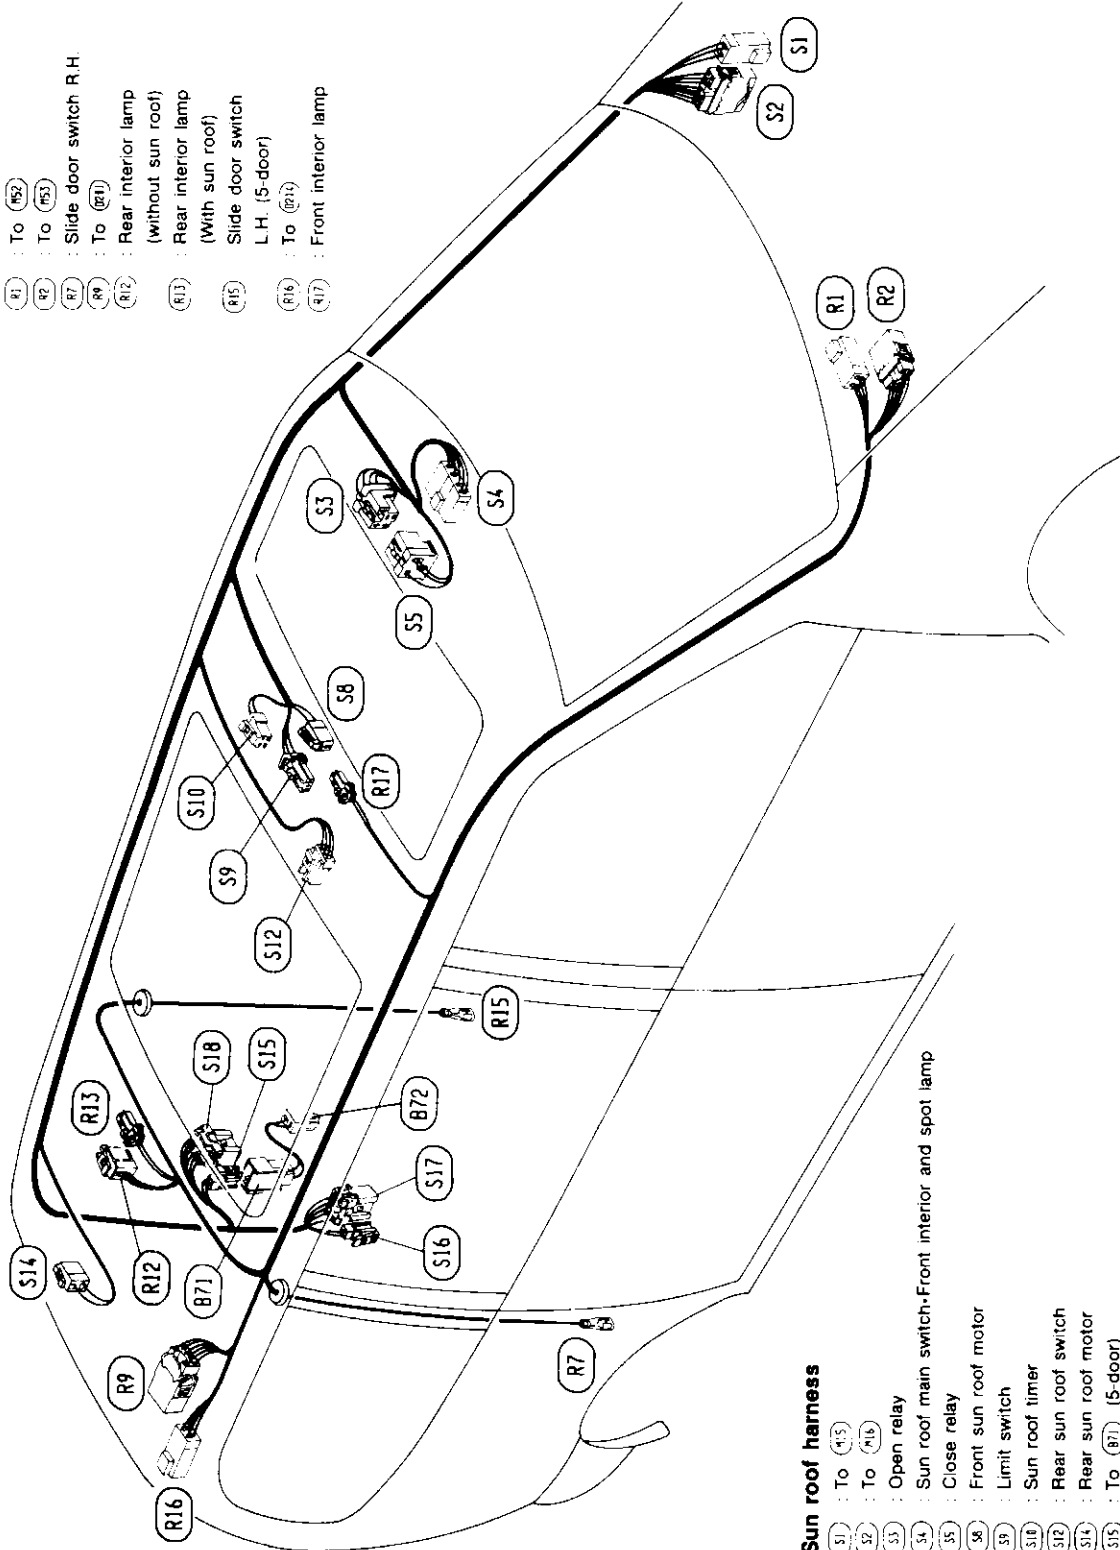 R1 : To M52
R2 : To M53
R7 : Slide door switch R.H.
R9 : To
R12 : Rear interior lamp
(without sun roof)
R13 : Rear interior lamp
(With sun roof)
R15 Slide door switch
L.H. (5-door)
R16 : To
R17 : Front interior lamp
S1
S2
R1
R2
S3
S4
S5
S8
S10
S9
R17
S12
R15
S18
S15
R13
B72
S17
S16
R12
B71
S14
R9
R7
R16
Sun roof harness
S1 : To M15
S2 : To M16
S3 : Open relay
S4 : Sun roof main switch·Front interior and spot lamp
S5 : Close relay
S8 : Front sun roof motor
S9 : Limit switch
S10 : Sun roof timer
S12 : Rear sun roof switch
S14 : Rear sun roof motor
S15 : To B71 (5-door)